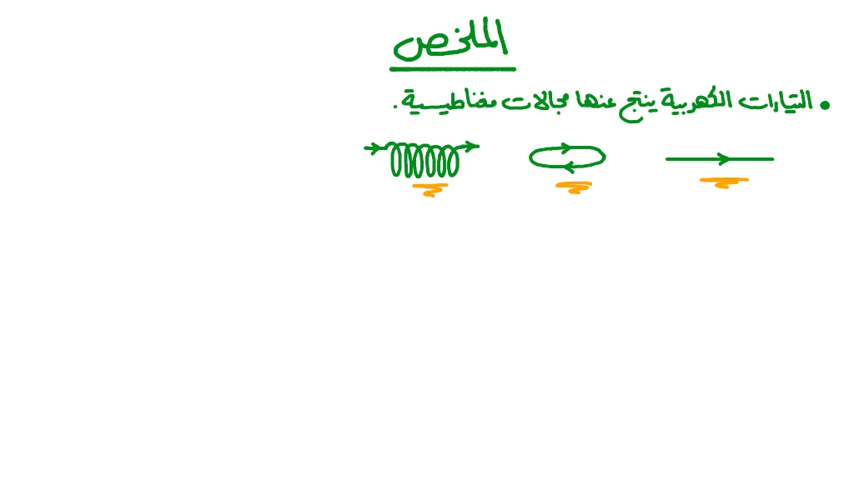 الملخص
• التيارات الكهربية ينتج عنها مجالات مغناطيسية.